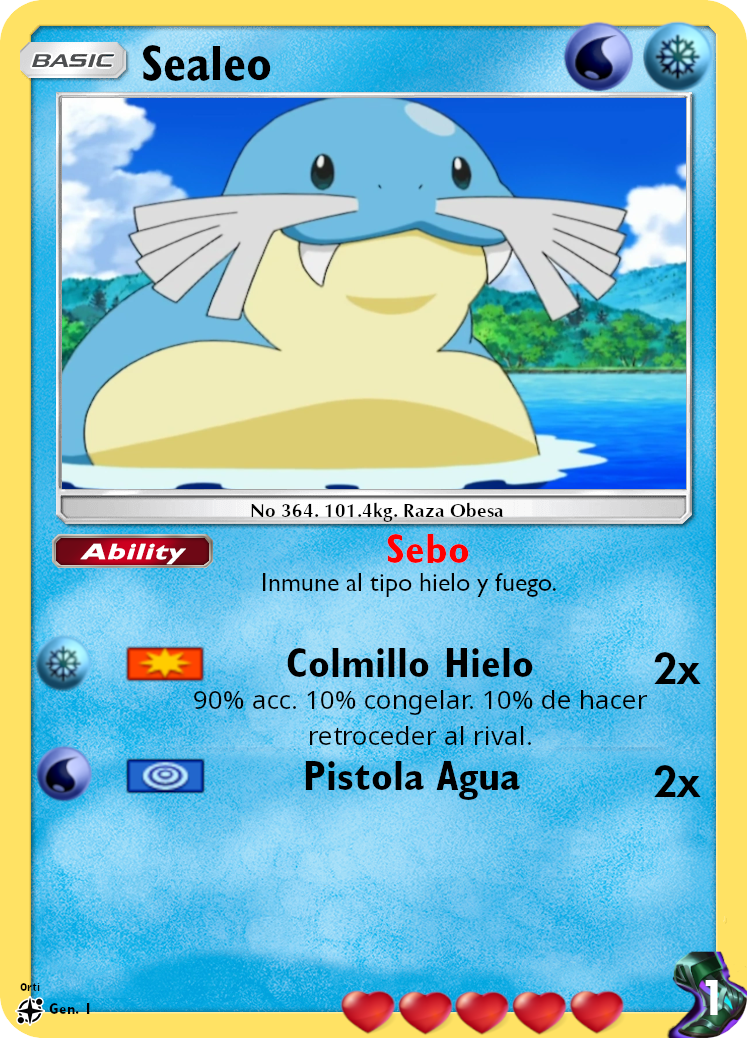 BASIC Sealeo
No 364. 101.4kg. Raza Obesa
Ability Sebo
Inmune al tipo hielo y fuego.
Colmillo Hielo 2x
90% acc. 10% congelar. 10% de hacer
retroceder al rival.
Pistola Agua 2x
Orti
Gen. I
1